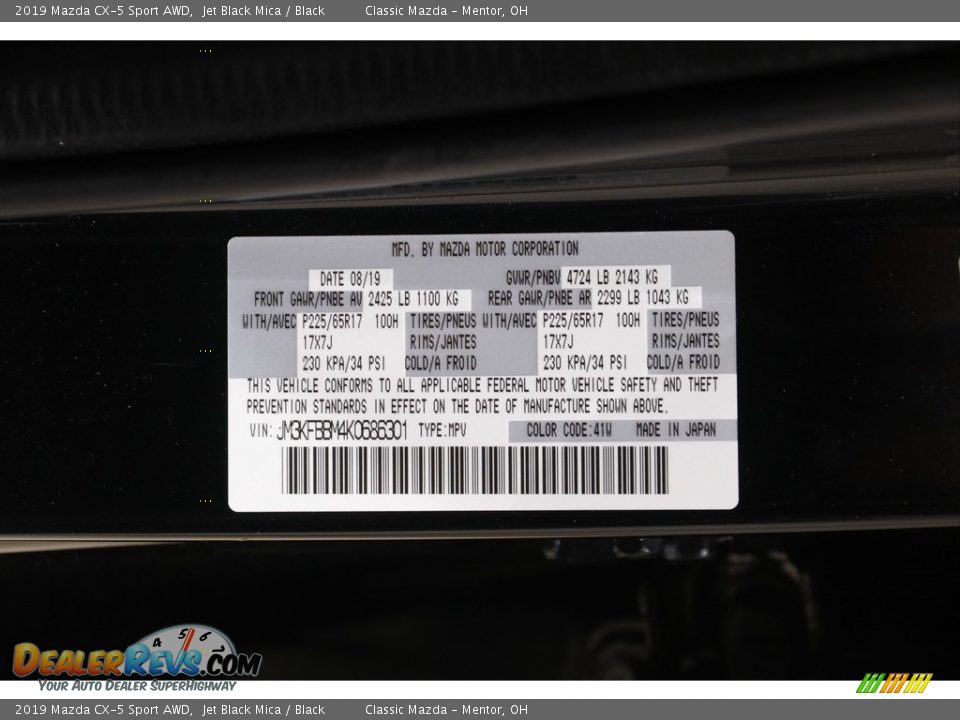 2019 Mazda CX-5 Sport AWD, Jet Black Mica / Black Classic Mazda - Mentor, OH
MFD. BY MAZDA MOTOR CORPORATION
DATE 08/19 GVWR/PNBV 4724 LB 2143 KG
FRONT GAWR/PNBE AV 2425 LB 1100 KG REAR GAWR/PNBE AR 2299 LB 1043 KG
WITH/AVEC P225/65R17 100H TIRES/PNEUS WITH/AVEC P225/65R17 100H TIRES/PNEUS
17X7J RIMS/JANTES 17X7J RIMS/JANTES
230 KPA/34 PSI COLD/A FROID 230 KPA/34 PSI COLD/A FROID
THIS VEHICLE CONFORMS TO ALL APPLICABLE FEDERAL MOTOR VEHICLE SAFETY AND THEFT
PREVENTION STANDARDS IN EFFECT ON THE DATE OF MANUFACTURE SHOWN ABOVE.
VIN: JM3KFBBM4K0686301 TYPE:MPV COLOR CODE:41W MADE IN JAPAN
4 5 6
DEALERREVS.COM
YOUR AUTO DEALER SUPERHIGHWAY
2019 Mazda CX-5 Sport AWD, Jet Black Mica / Black Classic Mazda - Mentor, OH